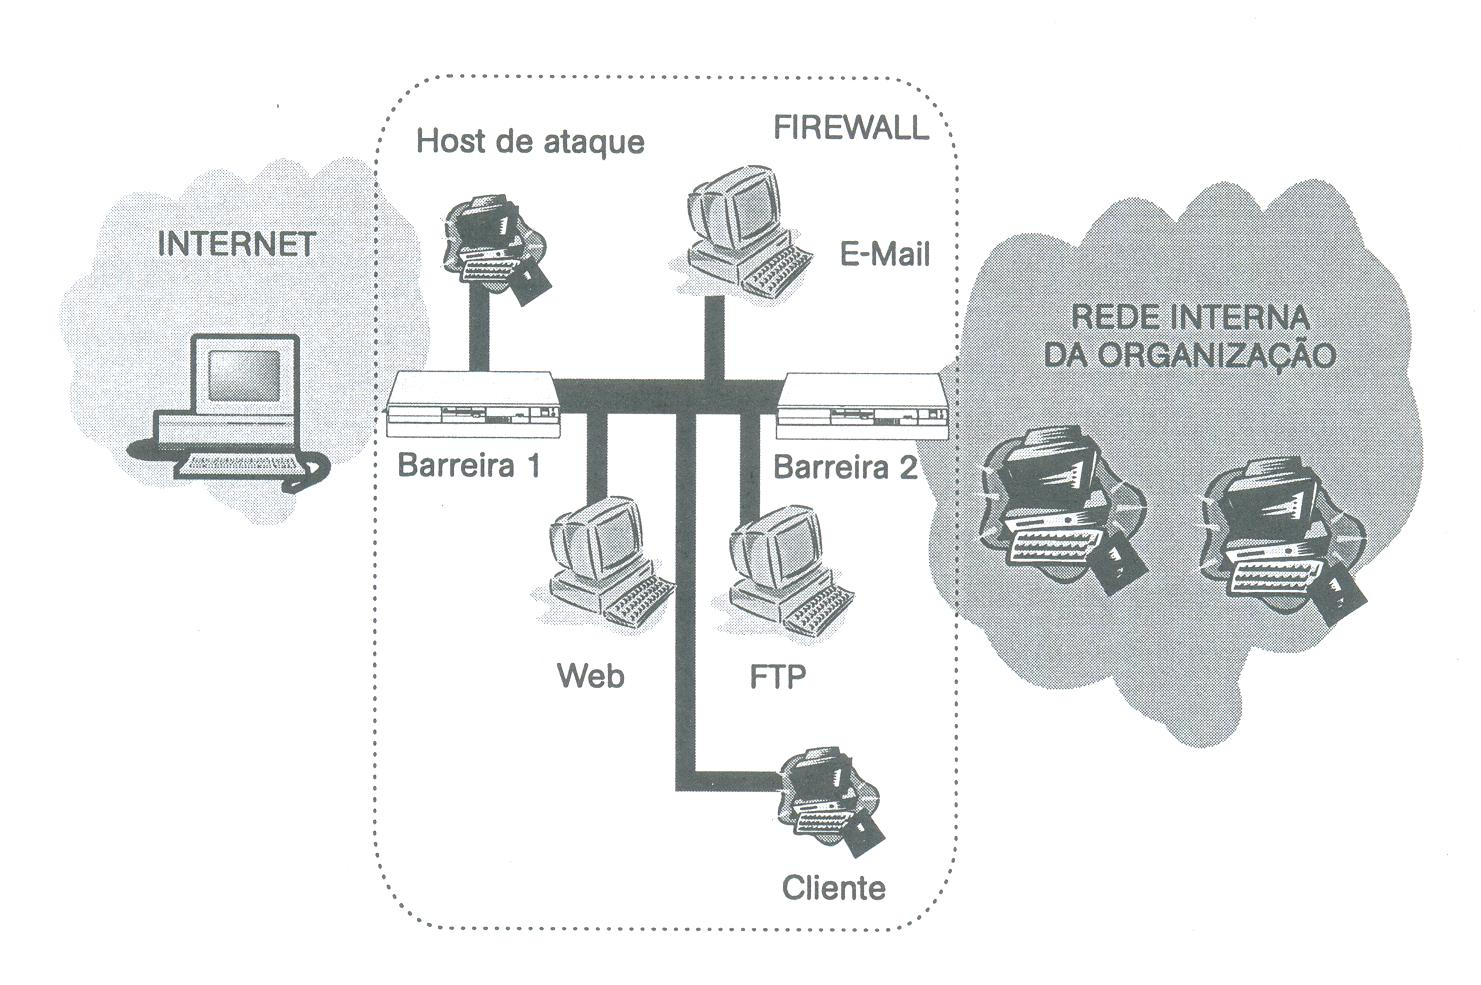 FIREWALL
Host de ataque
INTERNET
E-Mail
REDE INTERNA
DA ORGANIZAÇÃO
Barreira 1
Barreira 2
Web
FTP
Cliente